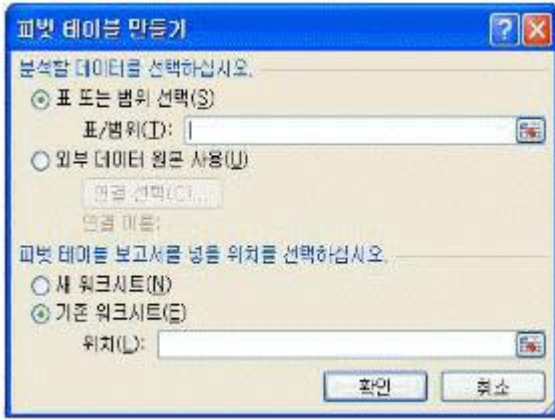 피벗 테이블 만들기
분석할 데이터를 선택하십시오.
표 또는 범위 선택(S)
표/범위(T):
외부 데이터 원본 사용(U)
연결 선택(C)...
연결 이름:
피벗 테이블 보고서를 넣을 위치를 선택하십시오.
새 워크시트(N)
기존 워크시트(E)
위치(L):
확인 취소